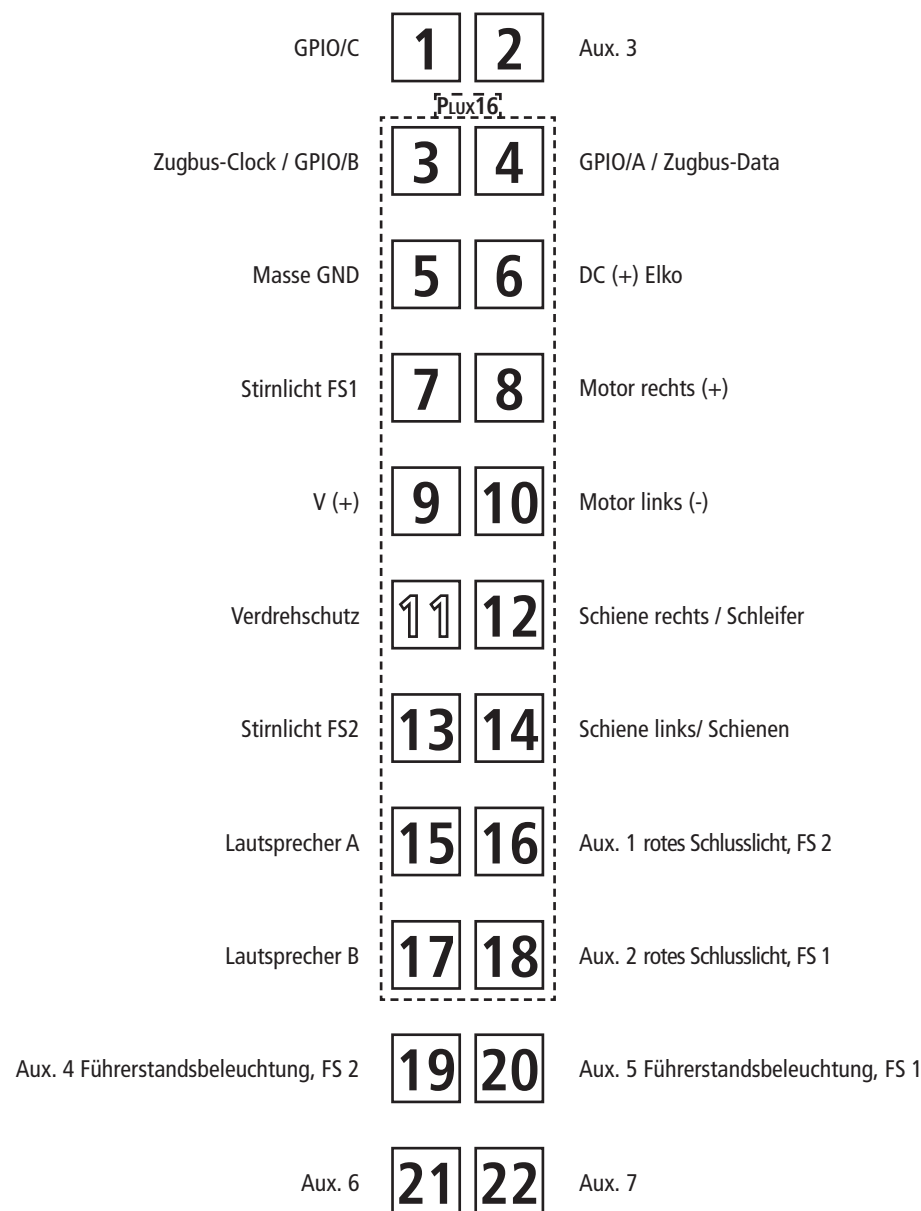 GPIO/C 1 2 Aux. 3
PLUX16
Zugbus-Clock / GPIO/B 3 4 GPIO/A / Zugbus-Data
Masse GND 5 6 DC (+) Elko
Stirnlicht FS1 7 8 Motor rechts (+)
V (+) 9 10 Motor links (-)
Verdrehschutz 11 12 Schiene rechts / Schleifer
Stirnlicht FS2 13 14 Schiene links/ Schienen
Lautsprecher A 15 16 Aux. 1 rotes Schlusslicht, FS 2
Lautsprecher B 17 18 Aux. 2 rotes Schlusslicht, FS 1
Aux. 4 Führerstandsbeleuchtung, FS 2 19 20 Aux. 5 Führerstandsbeleuchtung, FS 1
Aux. 6 21 22 Aux. 7